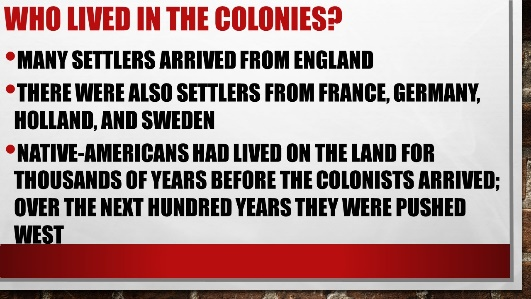 WHO LIVED IN THE COLONIES?
•MANY SETTLERS ARRIVED FROM ENGLAND
•THERE WERE ALSO SETTLERS FROM FRANCE, GERMANY,
HOLLAND, AND SWEDEN
•NATIVE-AMERICANS HAD LIVED ON THE LAND FOR
THOUSANDS OF YEARS BEFORE THE COLONISTS ARRIVED;
OVER THE NEXT HUNDRED YEARS THEY WERE PUSHED
WEST